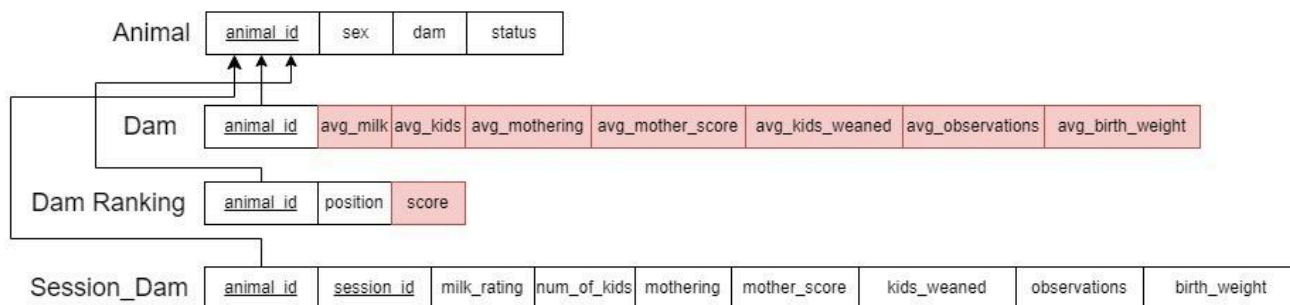 Animal animal_id sex dam status
Dam animal_id avg_milk avg_kids avg_mothering avg_mother_score avg_kids_weaned avg_observations avg_birth_weight
Dam Ranking animal_id position score
Session_Dam animal_id session_id milk_rating num_of_kids mothering mother_score kids_weaned observations birth_weight